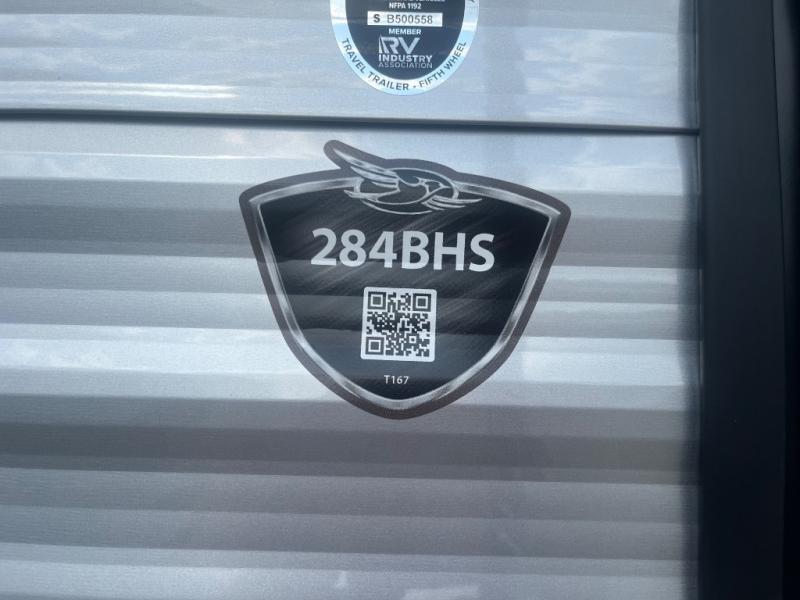 NFPA 1192
S B500558
MEMBER
RV
INDUSTRY
ASSOCIATION
TRAVEL TRAILER - FIFTH WHEEL
284BHS
T167